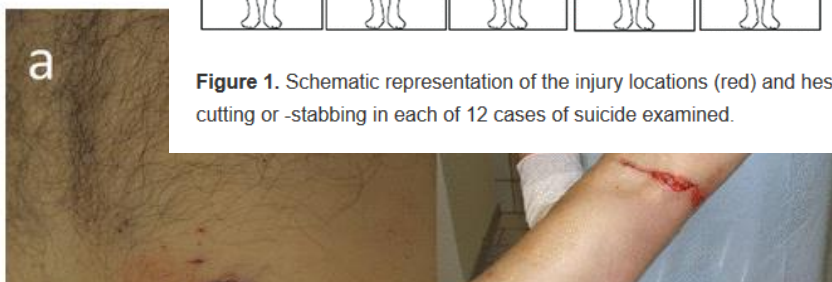 a
Figure 1. Schematic representation of the injury locations (red) and hes
cutting or -stabbing in each of 12 cases of suicide examined.